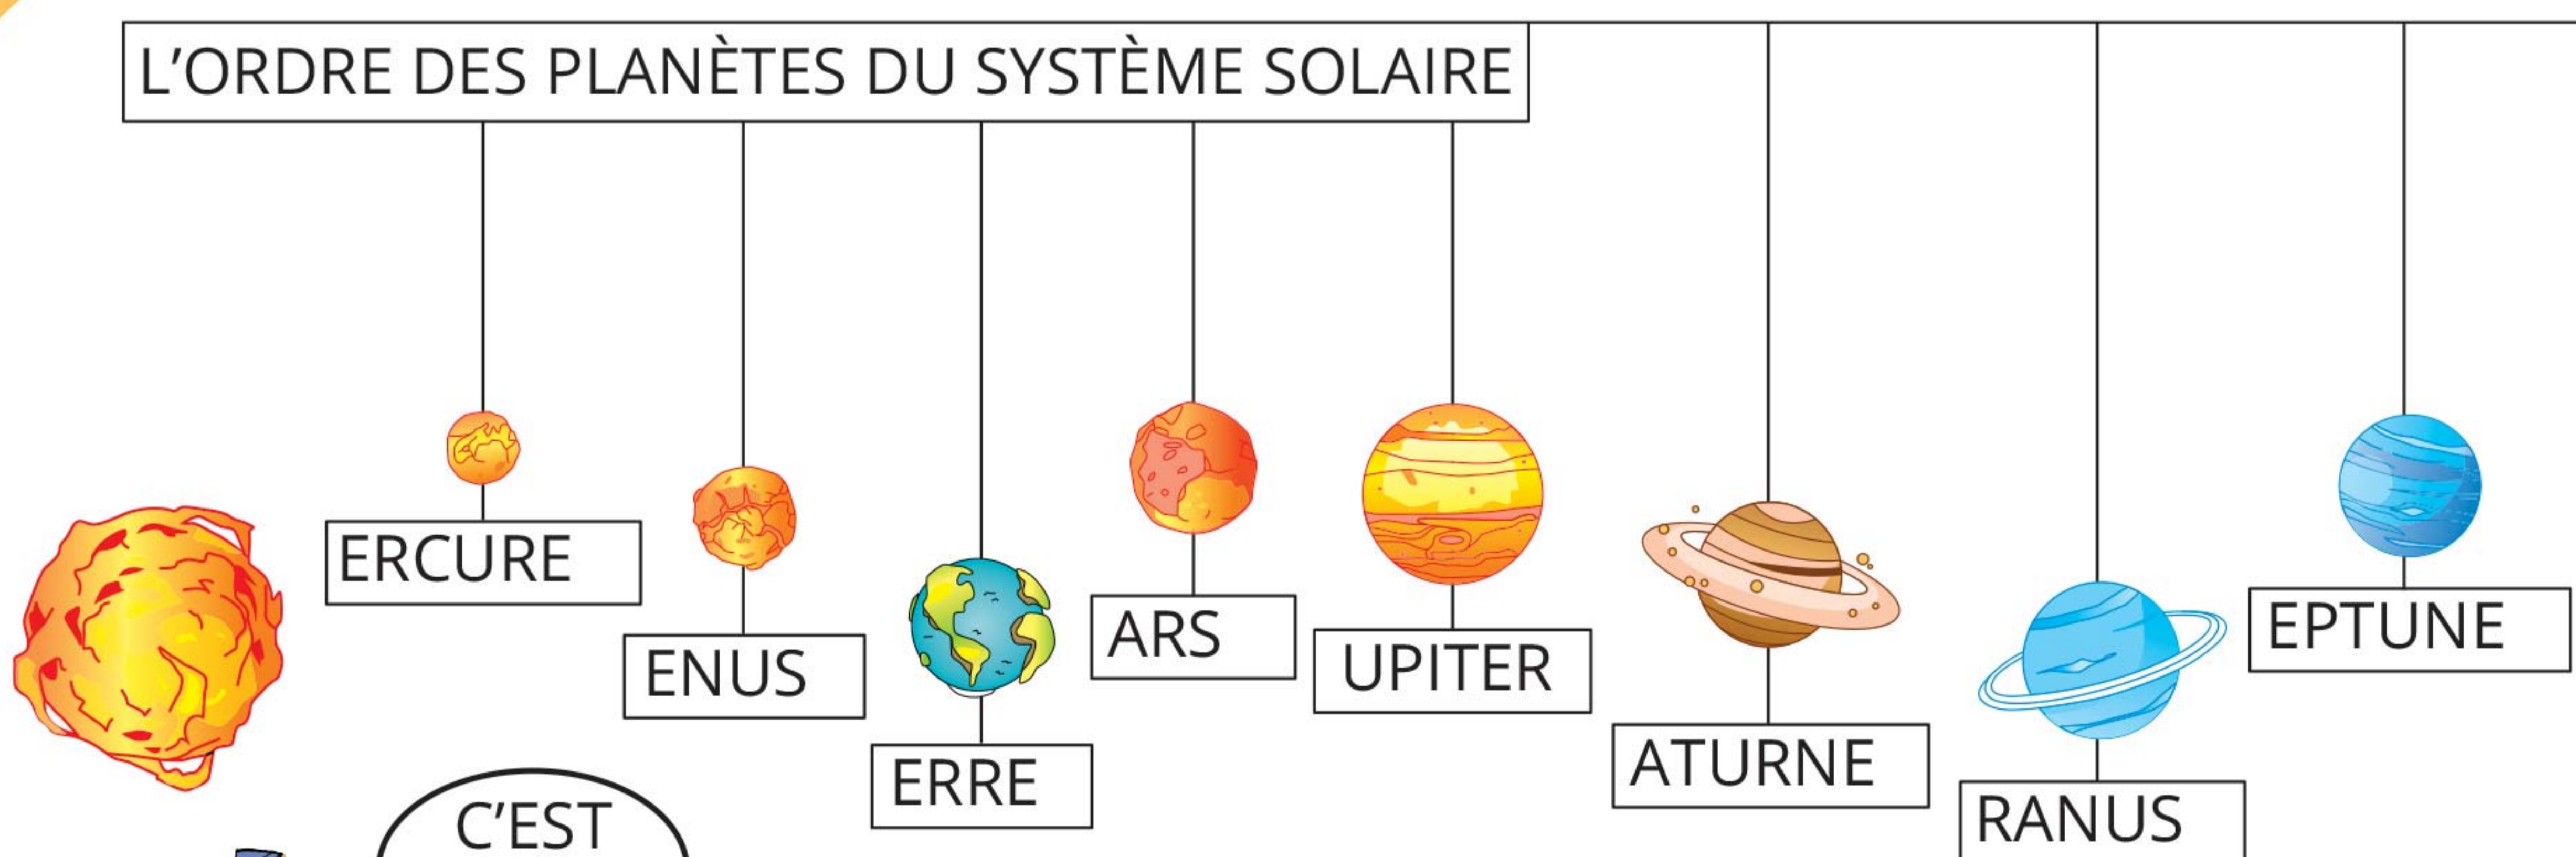 L'ORDRE DES PLANÈTES DU SYSTÈME SOLAIRE
ERCURE
ENUS
ERRE
ARS
UPITER
ATURNE
RANUS
EPTUNE
C'EST